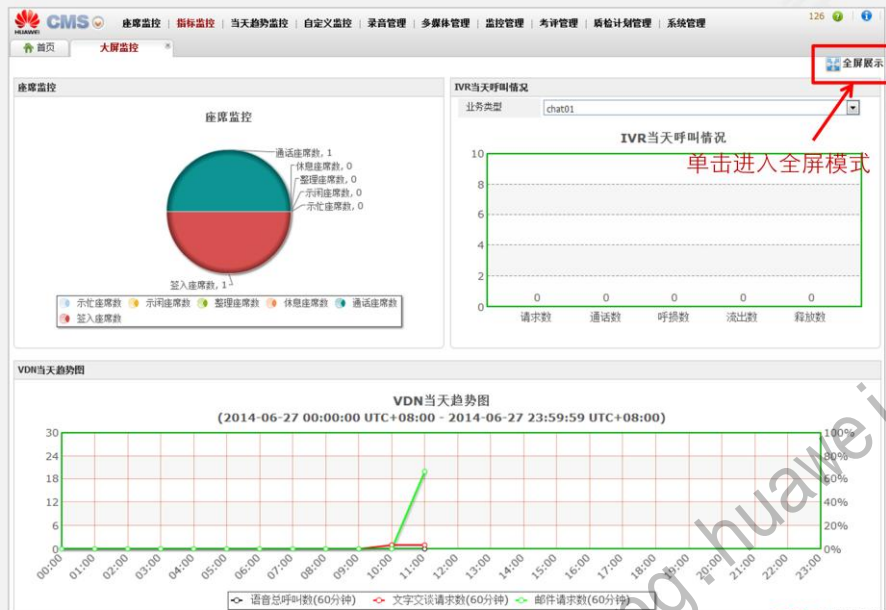 HUAWEI CMS 座席监控 | 指标监控 | 当天趋势监控 | 自定义监控 | 录音管理 | 多媒体管理 | 监控管理 | 考评管理 | 质检计划管理 | 系统管理 126
首页 大屏监控
全屏展示
座席监控
座席监控
通话座席数, 1
休息座席数, 0
整理座席数, 0
示闲座席数, 0
示忙座席数, 0
签入座席数, 1
示忙座席数 示闲座席数 整理座席数 休息座席数 通话座席数
签入座席数
IVR当天呼叫情况
业务类型 chat01
IVR当天呼叫情况
单击进入全屏模式
10
8
6
4
2
0
0 0 0 0 0
请求数 通话数 呼损数 流出数 释放数
VDN当天趋势图
VDN当天趋势图
(2014-06-27 00:00:00 UTC+08:00 - 2014-06-27 23:59:59 UTC+08:00)
30 100%
24 80%
18 60%
12 40%
6 20%
0 0%
00:00 01:00 02:00 03:00 04:00 05:00 06:00 07:00 08:00 09:00 10:00 11:00 12:00 13:00 14:00 15:00 16:00 17:00 18:00 19:00 20:00 21:00 22:00 23:00
语音总呼叫数(60分钟) 文字交谈请求数(60分钟) 邮件请求数(60分钟)